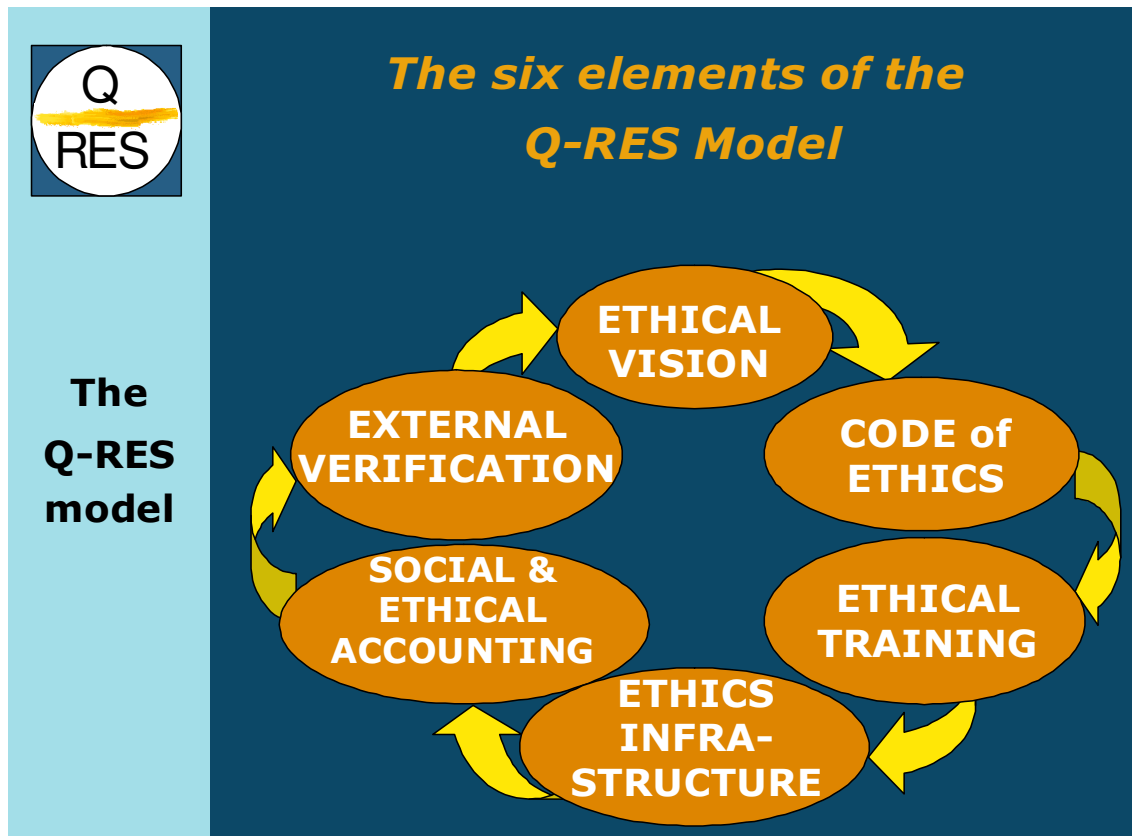 Q
RES
The six elements of the
Q-RES Model
The
Q-RES
model
ETHICAL
VISION
CODE of
ETHICS
ETHICAL
TRAINING
ETHICS
INFRA-
STRUCTURE
SOCIAL &
ETHICAL
ACCOUNTING
EXTERNAL
VERIFICATION